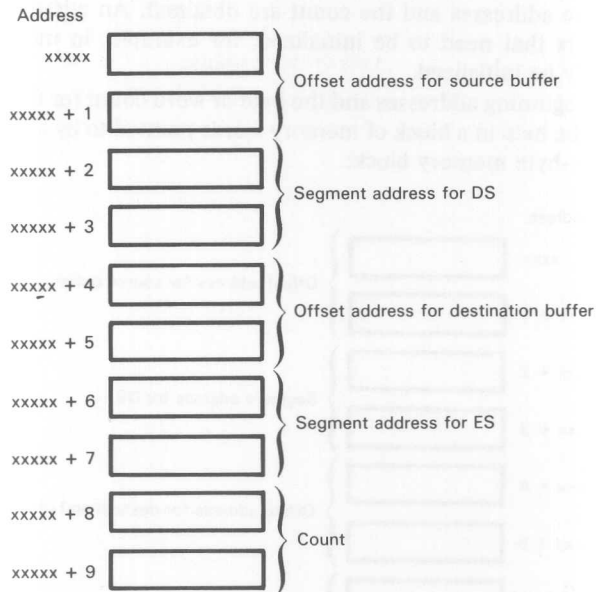 Address
xxxxx
Offset address for source buffer
xxxxx + 1
xxxxx + 2
Segment address for DS
xxxxx + 3
xxxxx + 4
Offset address for destination buffer
xxxxx + 5
xxxxx + 6
Segment address for ES
xxxxx + 7
xxxxx + 8
Count
xxxxx + 9